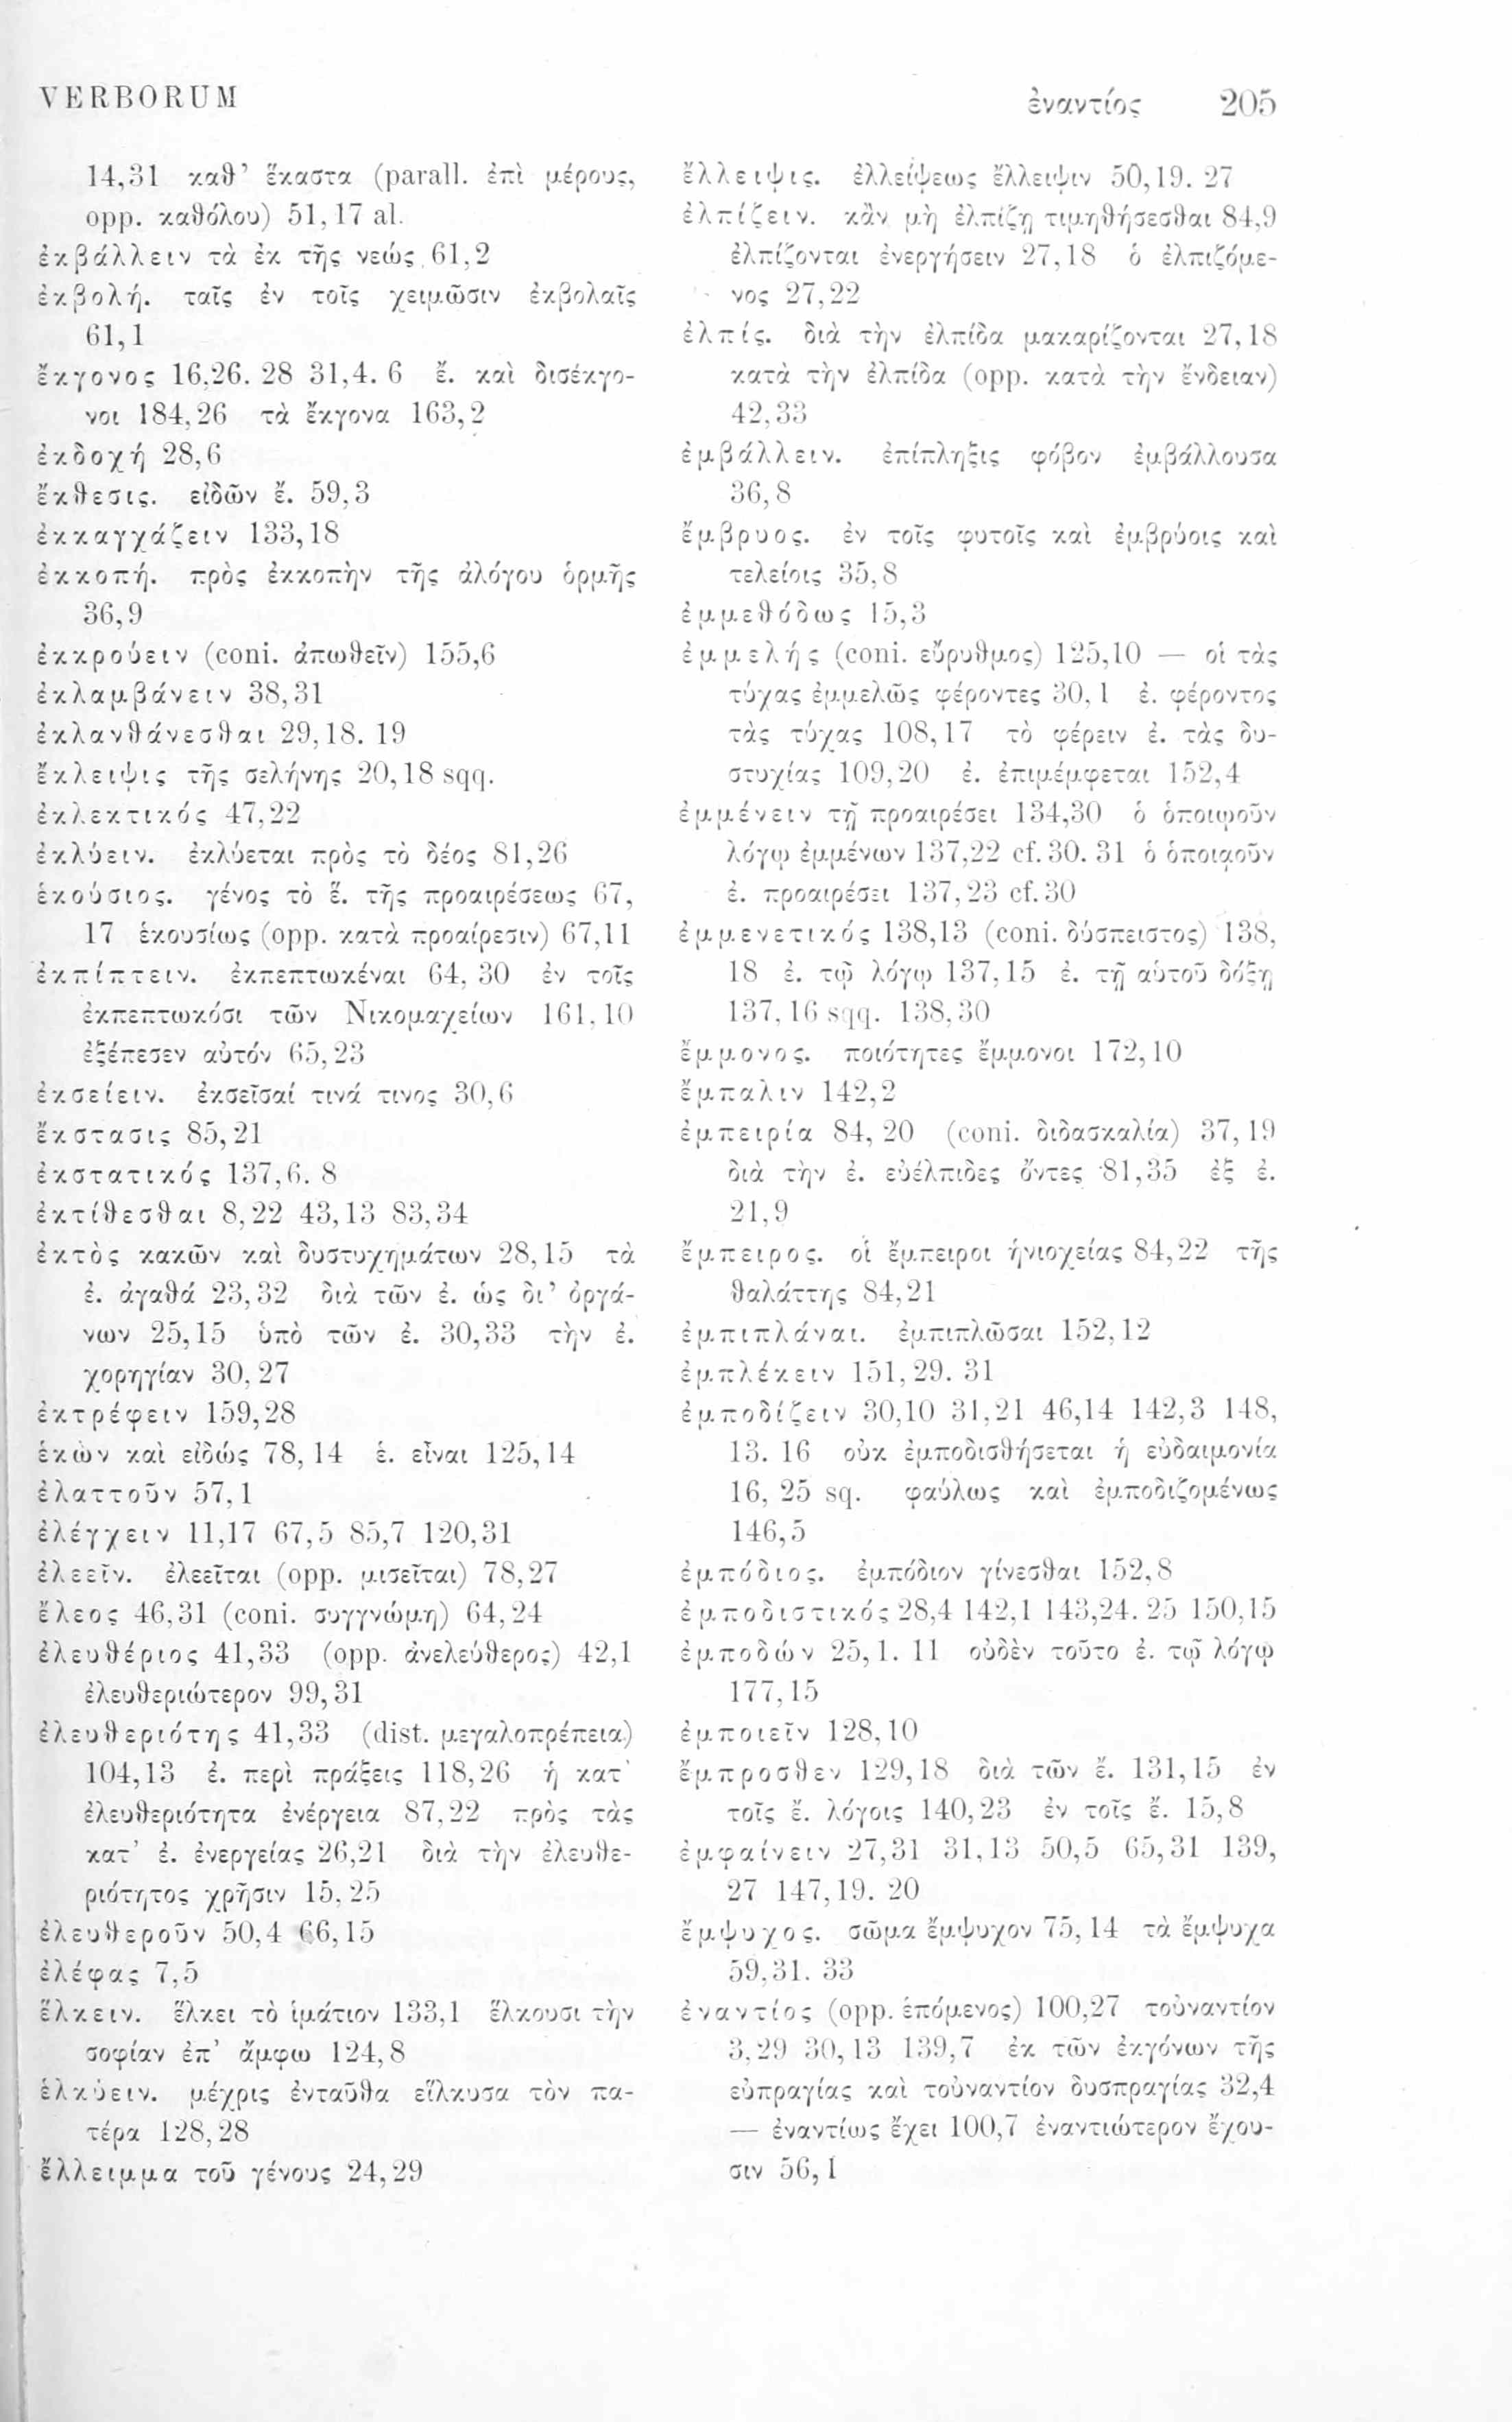 VERBORUM
ἐναντίος 205
14,31 καθ’ ἕκαστα (parall. ἐπὶ μέρους,
opp. καθόλου) 51,17 al.
ἐκβάλλειν τὰ ἐκ τῆς νεώς 61,2
ἐκβολή. ταῖς ἐν τοῖς χειμῶσιν ἐκβολαῖς
61,1
ἔκγονος 16,26. 28 31,4. 6 ἔ. καὶ δισέκγο-
νοι 184,26 τὰ ἔκγονα 163,2
ἐκδοχή 28,6
ἔκθεσις. εἰδῶν ἔ. 59,3
ἐκκαγχάζειν 133,18
ἐκκοπή. πρὸς ἐκκοπὴν τῆς ἀλόγου ὁρμῆς
36,9
ἐκκρούειν (coni. ἀπωθεῖν) 155,6
ἐκλαμβάνειν 38,31
ἐκλανθάνεσθαι 29,18. 19
ἔκλειψις τῆς σελήνης 20,18 sqq.
ἐκλεκτικός 47,22
ἐκλύειν. ἐκλύεται πρὸς τὸ δέος 81,26
ἑκούσιος. γένος τὸ ἕ. τῆς προαιρέσεως 67,
17 ἑκουσίως (opp. κατὰ προαίρεσιν) 67,11
ἐκπίπτειν. ἐκπεπτωκέναι 64, 30 ἐν τοῖς
ἐκπεπτωκόσι τῶν Νικομαχείων 161,10
ἐξέπεσεν αὐτόν 65,23
ἐκσείειν. ἐκσεῖσαί τινά τινος 30,6
ἔκστασις 85,21
ἐκστατικός 137,6. 8
ἐκτίθεσθαι 8,22 43,13 83,34
ἐκτὸς κακῶν καὶ δυστυχημάτων 28,15 τὰ
ἐ. ἀγαθά 23,32 διὰ τῶν ἐ. ὡς δι’ ὀργά-
νων 25,15 ὑπὸ τῶν ἐ. 30,33 τὴν ἐ.
χορηγίαν 30,27
ἐκτρέφειν 159,28
ἑκὼν καὶ εἰδώς 78,14 ἑ. εἶναι 125,14
ἐλαττοῦν 57,1
ἐλέγχειν 11,17 67,5 85,7 120,31
ἐλεεῖν. ἐλεεῖται (opp. μισεῖται) 78,27
ἔλεος 46,31 (coni. συγγνώμη) 64,24
ἐλευθέριος 41,33 (opp. ἀνελεύθερος) 42,1
ἐλευθεριώτερον 99,31
ἐλευθεριότης 41,33 (dist. μεγαλοπρέπεια)
104,13 ἐ. περὶ πράξεις 118,26 ἡ κατ’
ἐλευθεριότητα ἐνέργεια 87,22 πρὸς τὰς
κατ’ ἐ. ἐνεργείας 26,21 διὰ τὴν ἐλευθε-
ριότητος χρῆσιν 15,25
ἐλευθεροῦν 50,4 66,15
ἐλέφας 7,5
ἕλκειν. ἕλκει τὸ ἱμάτιον 133,1 ἕλκουσι τὴν
σοφίαν ἐπ’ ἄμφω 124,8
ἑλκύειν. μέχρις ἐνταῦθα εἵλκυσα τὸν πα-
τέρα 128,28
ἔλλειμμα τοῦ γένους 24,29
ἔλλειψις. ἐλλείψεως ἔλλειψιν 50,19. 27
ἐλπίζειν. κἂν μὴ ἐλπίζῃ τιμηθήσεσθαι 84,9
ἐλπίζονται ἐνεργήσειν 27,18 ὁ ἐλπιζόμε-
νος 27,22
ἐλπίς. διὰ τὴν ἐλπίδα μακαρίζονται 27,18
κατὰ τὴν ἐλπίδα (opp. κατὰ τὴν ἔνδειαν)
42,33
ἐμβάλλειν. ἐπίπληξις φόβον ἐμβάλλουσα
36,8
ἔμβρυος. ἐν τοῖς φυτοῖς καὶ ἐμβρύοις καὶ
τελείοις 35,8
ἐμμεθόδως 15,3
ἐμμελής (coni. εὔρυθμος) 125,10 — οἱ τὰς
τύχας ἐμμελῶς φέροντες 30,1 ἐ. φέροντος
τὰς τύχας 108,17 τὸ φέρειν ἐ. τὰς δυ-
στυχίας 109,20 ἐ. ἐπιμέμφεται 152,4
ἐμμένειν τῇ προαιρέσει 134,30 ὁ ὁποιῳοῦν
λόγῳ ἐμμένων 137,22 cf. 30. 31 ὁ ὁποιᾳοῦν
ἐ. προαιρέσει 137,23 cf. 30
ἐμμενετικός 138,13 (coni. δύσπειστος) 138,
18 ἐ. τῷ λόγῳ 137,15 ἐ. τῇ αὑτοῦ δόξῃ
137,16 sqq. 138,30
ἔμμονος. ποιότητες ἔμμονοι 172,10
ἔμπαλιν 142,2
ἐμπειρία 84, 20 (coni. διδασκαλία) 37,19
διὰ τὴν ἐ. εὐέλπιδες ὄντες 81,35 ἐξ ἐ.
21,9
ἔμπειρος. οἱ ἔμπειροι ἡνιοχείας 84,22 τῆς
θαλάττης 84,21
ἐμπιπλάναι. ἐμπιπλῶσαι 152,12
ἐμπλέκειν 151,29. 31
ἐμποδίζειν 30,10 31,21 46,14 142,3 148,
13. 16 οὐκ ἐμποδισθήσεται ἡ εὐδαιμονία
16, 25 sq. φαύλως καὶ ἐμποδιζομένως
146,5
ἐμπόδιος. ἐμπόδιον γίνεσθαι 152,8
ἐμποδιστικός 28,4 142,1 143,24. 25 150,15
ἐμποδών 25,1. 11 οὐδὲν τοῦτο ἐ. τῷ λόγῳ
177,15
ἐμποιεῖν 128,10
ἔμπροσθεν 129,18 διὰ τῶν ἔ. 131,15 ἐν
τοῖς ἔ. λόγοις 140,23 ἐν τοῖς ἔ. 15,8
ἐμφαίνειν 27,31 31,13 50,5 65,31 139,
27 147,19. 20
ἔμψυχος. σῶμα ἔμψυχον 75,14 τὰ ἔμψυχα
59,31. 33
ἐναντίος (opp. ἑπόμενος) 100,27 τοὐναντίον
3,29 30,13 139,7 ἐκ τῶν ἐκγόνων τῆς
εὐπραγίας καὶ τοὐναντίον δυσπραγίας 32,4
— ἐναντίως ἔχει 100,7 ἐναντιώτερον ἔχου-
σιν 56,1